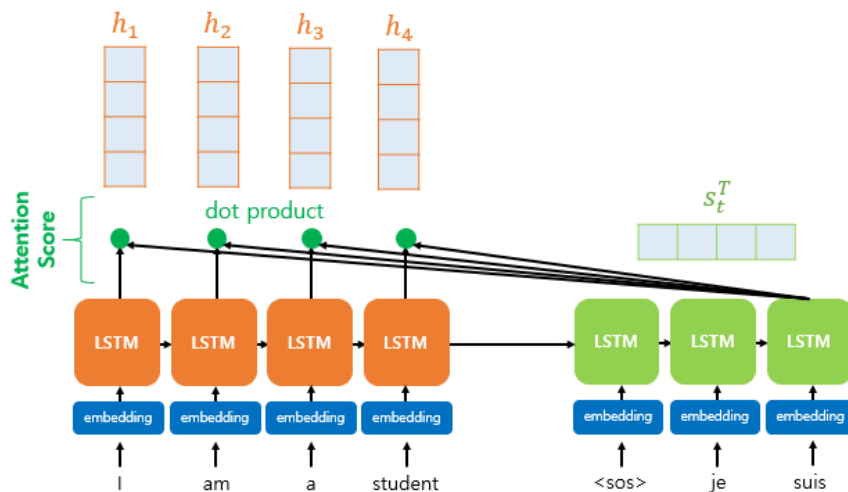 h₁ h₂ h₃ h₄
Attention
Score
dot product
sₜᵀ
LSTM LSTM LSTM LSTM LSTM LSTM LSTM
embedding embedding embedding embedding embedding embedding embedding
I am a student <sos> je suis